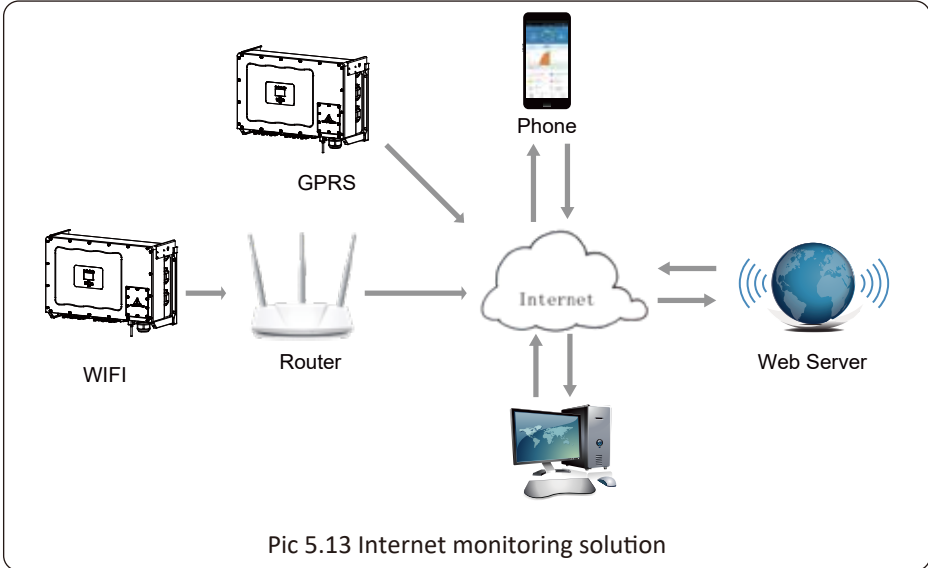 Phone
GPRS
Internet
WIFI
Router
Web Server
Pic 5.13 Internet monitoring solution